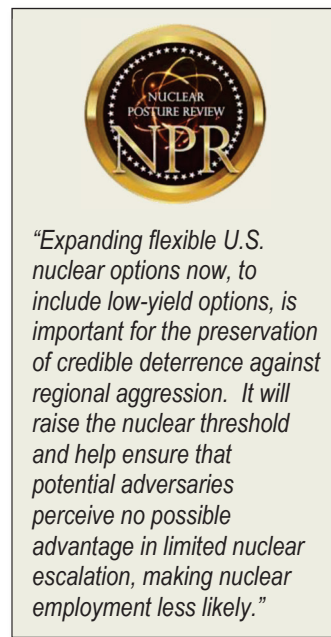 NUCLEAR
POSTURE REVIEW
NPR
“Expanding flexible U.S.
nuclear options now, to
include low-yield options, is
important for the preservation
of credible deterrence against
regional aggression.  It will
raise the nuclear threshold
and help ensure that
potential adversaries
perceive no possible
advantage in limited nuclear
escalation, making nuclear
employment less likely.”